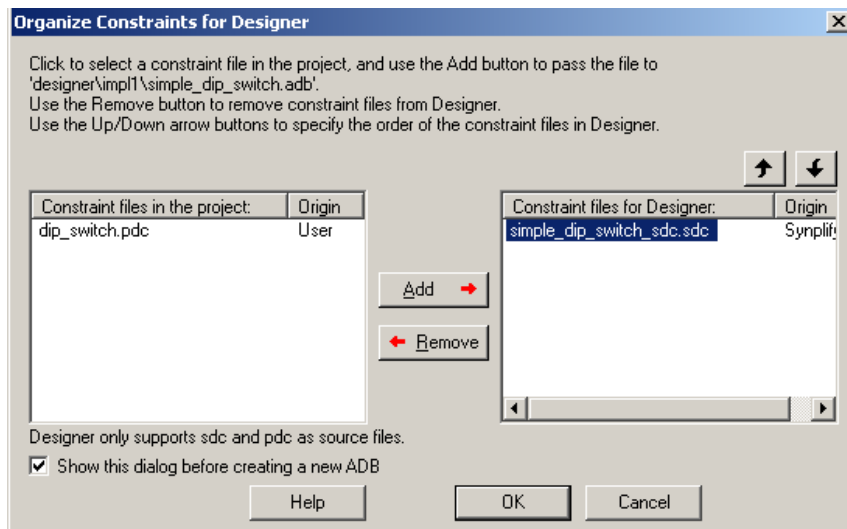 Organize Constraints for Designer
Click to select a constraint file in the project, and use the Add button to pass the file to
'designer\impl1\simple_dip_switch.adb'.
Use the Remove button to remove constraint files from Designer.
Use the Up/Down arrow buttons to specify the order of the constraint files in Designer.
Constraint files in the project: Origin
dip_switch.pdc User
Constraint files for Designer: Origin
simple_dip_switch_sdc.sdc Synplify
Add
Remove
Designer only supports sdc and pdc as source files.
Show this dialog before creating a new ADB
Help OK Cancel